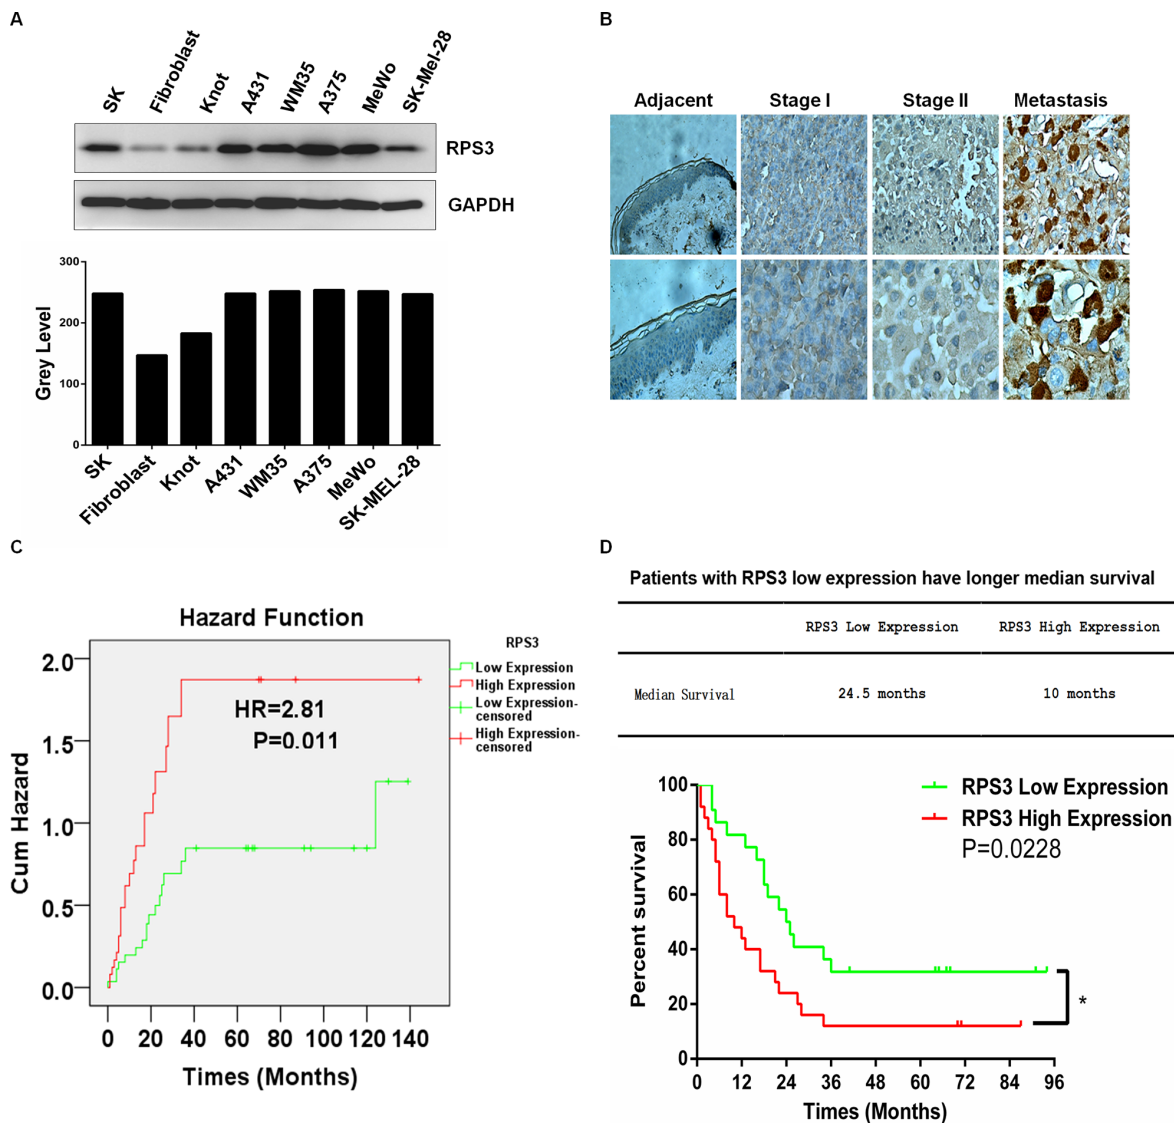 A
SK
Fibroblast
Knot
A431
WM35
A375
MeWo
SK-Mel-28
RPS3
GAPDH
300
200
100
0
Grey Level
SK
Fibroblast
Knot
A431
WM35
A375
MeWo
SK-MEL-28
B
Adjacent
Stage I
Stage II
Metastasis
C
Hazard Function
RPS3
Low Expression
High Expression
Low Expression-
censored
High Expression-
censored
HR=2.81
P=0.011
2.0
1.5
1.0
0.5
0.0
Cum Hazard
0 20 40 60 80 100 120 140
Times (Months)
D
Patients with RPS3 low expression have longer median survival
RPS3 Low Expression RPS3 High Expression
Median Survival 24.5 months 10 months
RPS3 Low Expression
RPS3 High Expression
P=0.0228
100
80
60
40
20
0
Percent survival
*
0 12 24 36 48 60 72 84 96
Times (Months)